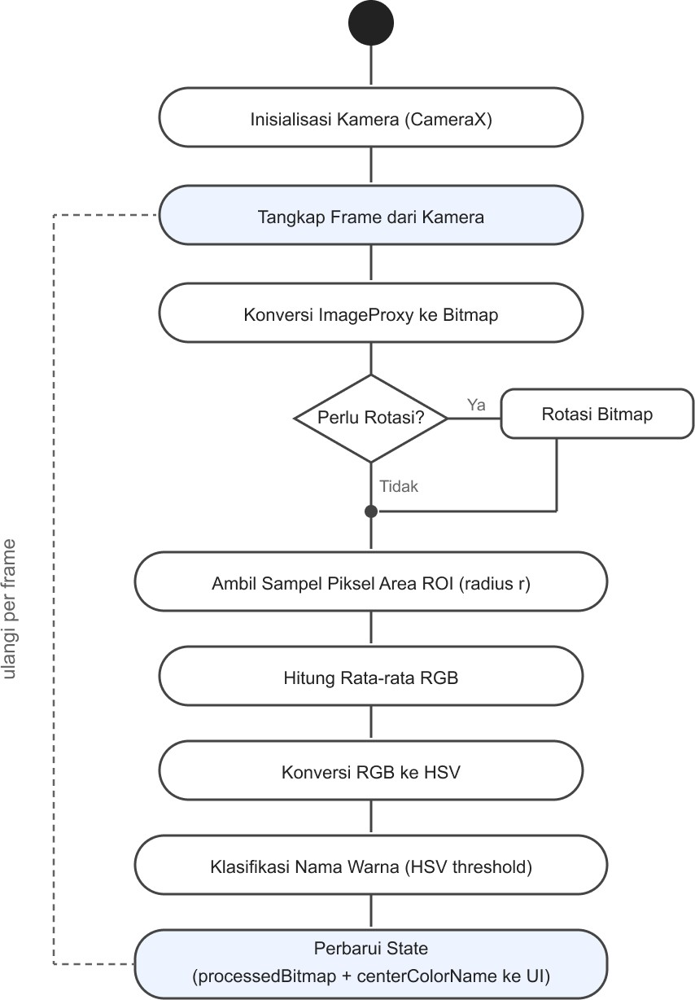 Inisialisasi Kamera (CameraX)
Tangkap Frame dari Kamera
Konversi ImageProxy ke Bitmap
Perlu Rotasi?
Ya
Rotasi Bitmap
Tidak
ulangi per frame
Ambil Sampel Piksel Area ROI (radius r)
Hitung Rata-rata RGB
Konversi RGB ke HSV
Klasifikasi Nama Warna (HSV threshold)
Perbarui State
(processedBitmap + centerColorName ke UI)